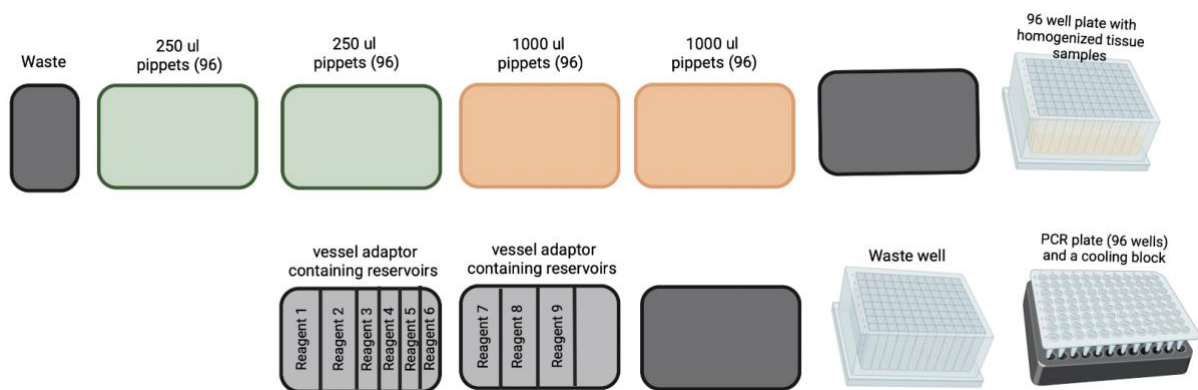 Waste
250 ul
pippets (96)
250 ul
pippets (96)
1000 ul
pippets (96)
1000 ul
pippets (96)
96 well plate with
homogenized tissue
samples
vessel adaptor
containing reservoirs
Reagent 1
Reagent 2
Reagent 3
Reagent 4
Reagent 5
Reagent 6
vessel adaptor
containing reservoirs
Reagent 7
Reagent 8
Reagent 9
Waste well
PCR plate (96 wells)
and a cooling block